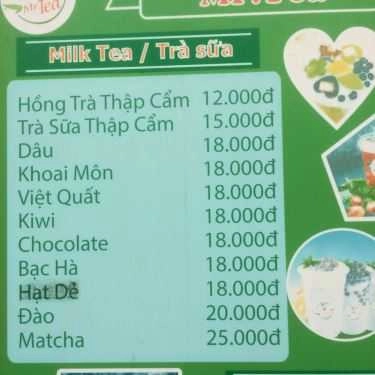 Mr Tea
Milk Tea / Trà sữa
Hồng Trà Thập Cẩm 12.000đ
Trà Sữa Thập Cẩm 15.000đ
Dâu 18.000đ
Khoai Môn 18.000đ
Việt Quất 18.000đ
Kiwi 18.000đ
Chocolate 18.000đ
Bạc Hà 18.000đ
Hạt Dẻ 18.000đ
Đào 20.000đ
Matcha 25.000đ